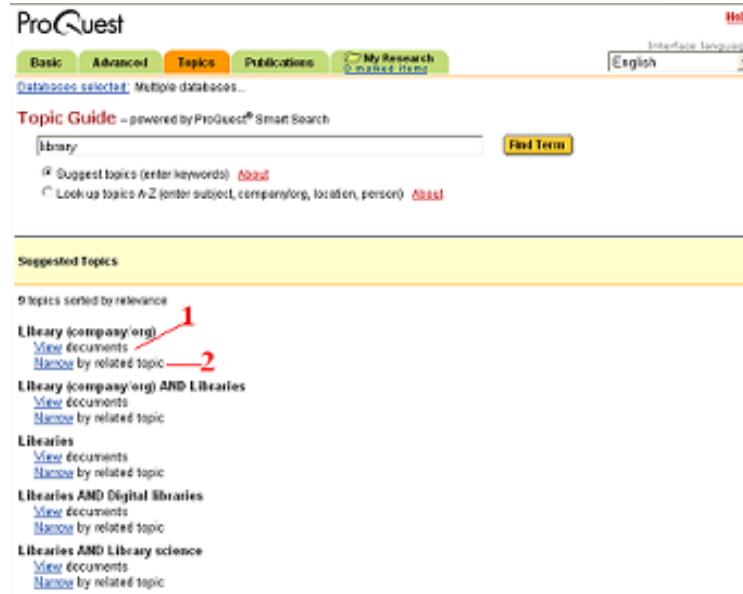 ProQuest
Hel
Interface languag
Basic Advanced Topics Publications My Research
0 marked items
English
Databases selected: Multiple databases...
Topic Guide – powered by ProQuest® Smart Search
library
Find Term
Suggest topics (enter keywords) About
Look up topics A-Z (enter subject, company/org, location, person) About
Suggested Topics
9 topics sorted by relevance
1
Library (company/org)
View documents
Narrow by related topic 2
Library (company/org) AND Libraries
View documents
Narrow by related topic
Libraries
View documents
Narrow by related topic
Libraries AND Digital libraries
View documents
Narrow by related topic
Libraries AND Library science
View documents
Narrow by related topic